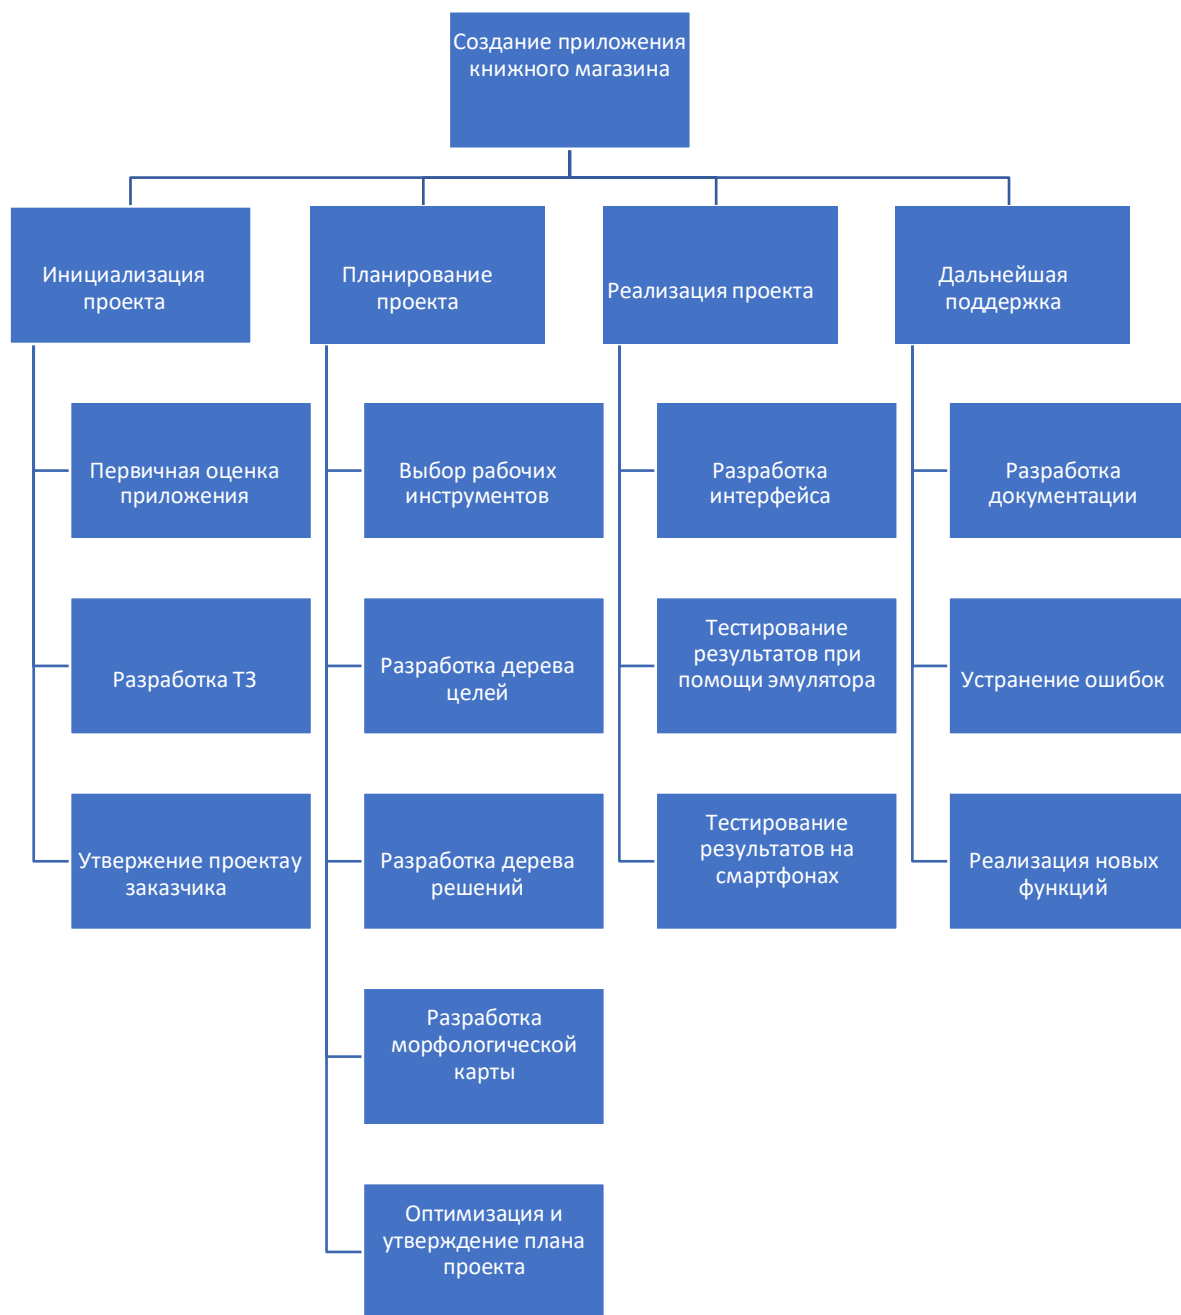 Создание приложения
книжного магазина
Инициализация
проекта
Планирование
проекта
Реализация проекта
Дальнейшая
поддержка
Первичная оценка
приложения
Выбор рабочих
инструментов
Разработка
интерфейса
Разработка
документации
Разработка ТЗ
Разработка дерева
целей
Тестирование
результатов при
помощи эмулятора
Устранение ошибок
Утвержение проектау
заказчика
Разработка дерева
решений
Тестирование
результатов на
смартфонах
Реализация новых
функций
Разработка
морфологической
карты
Оптимизация и
утверждение плана
проекта